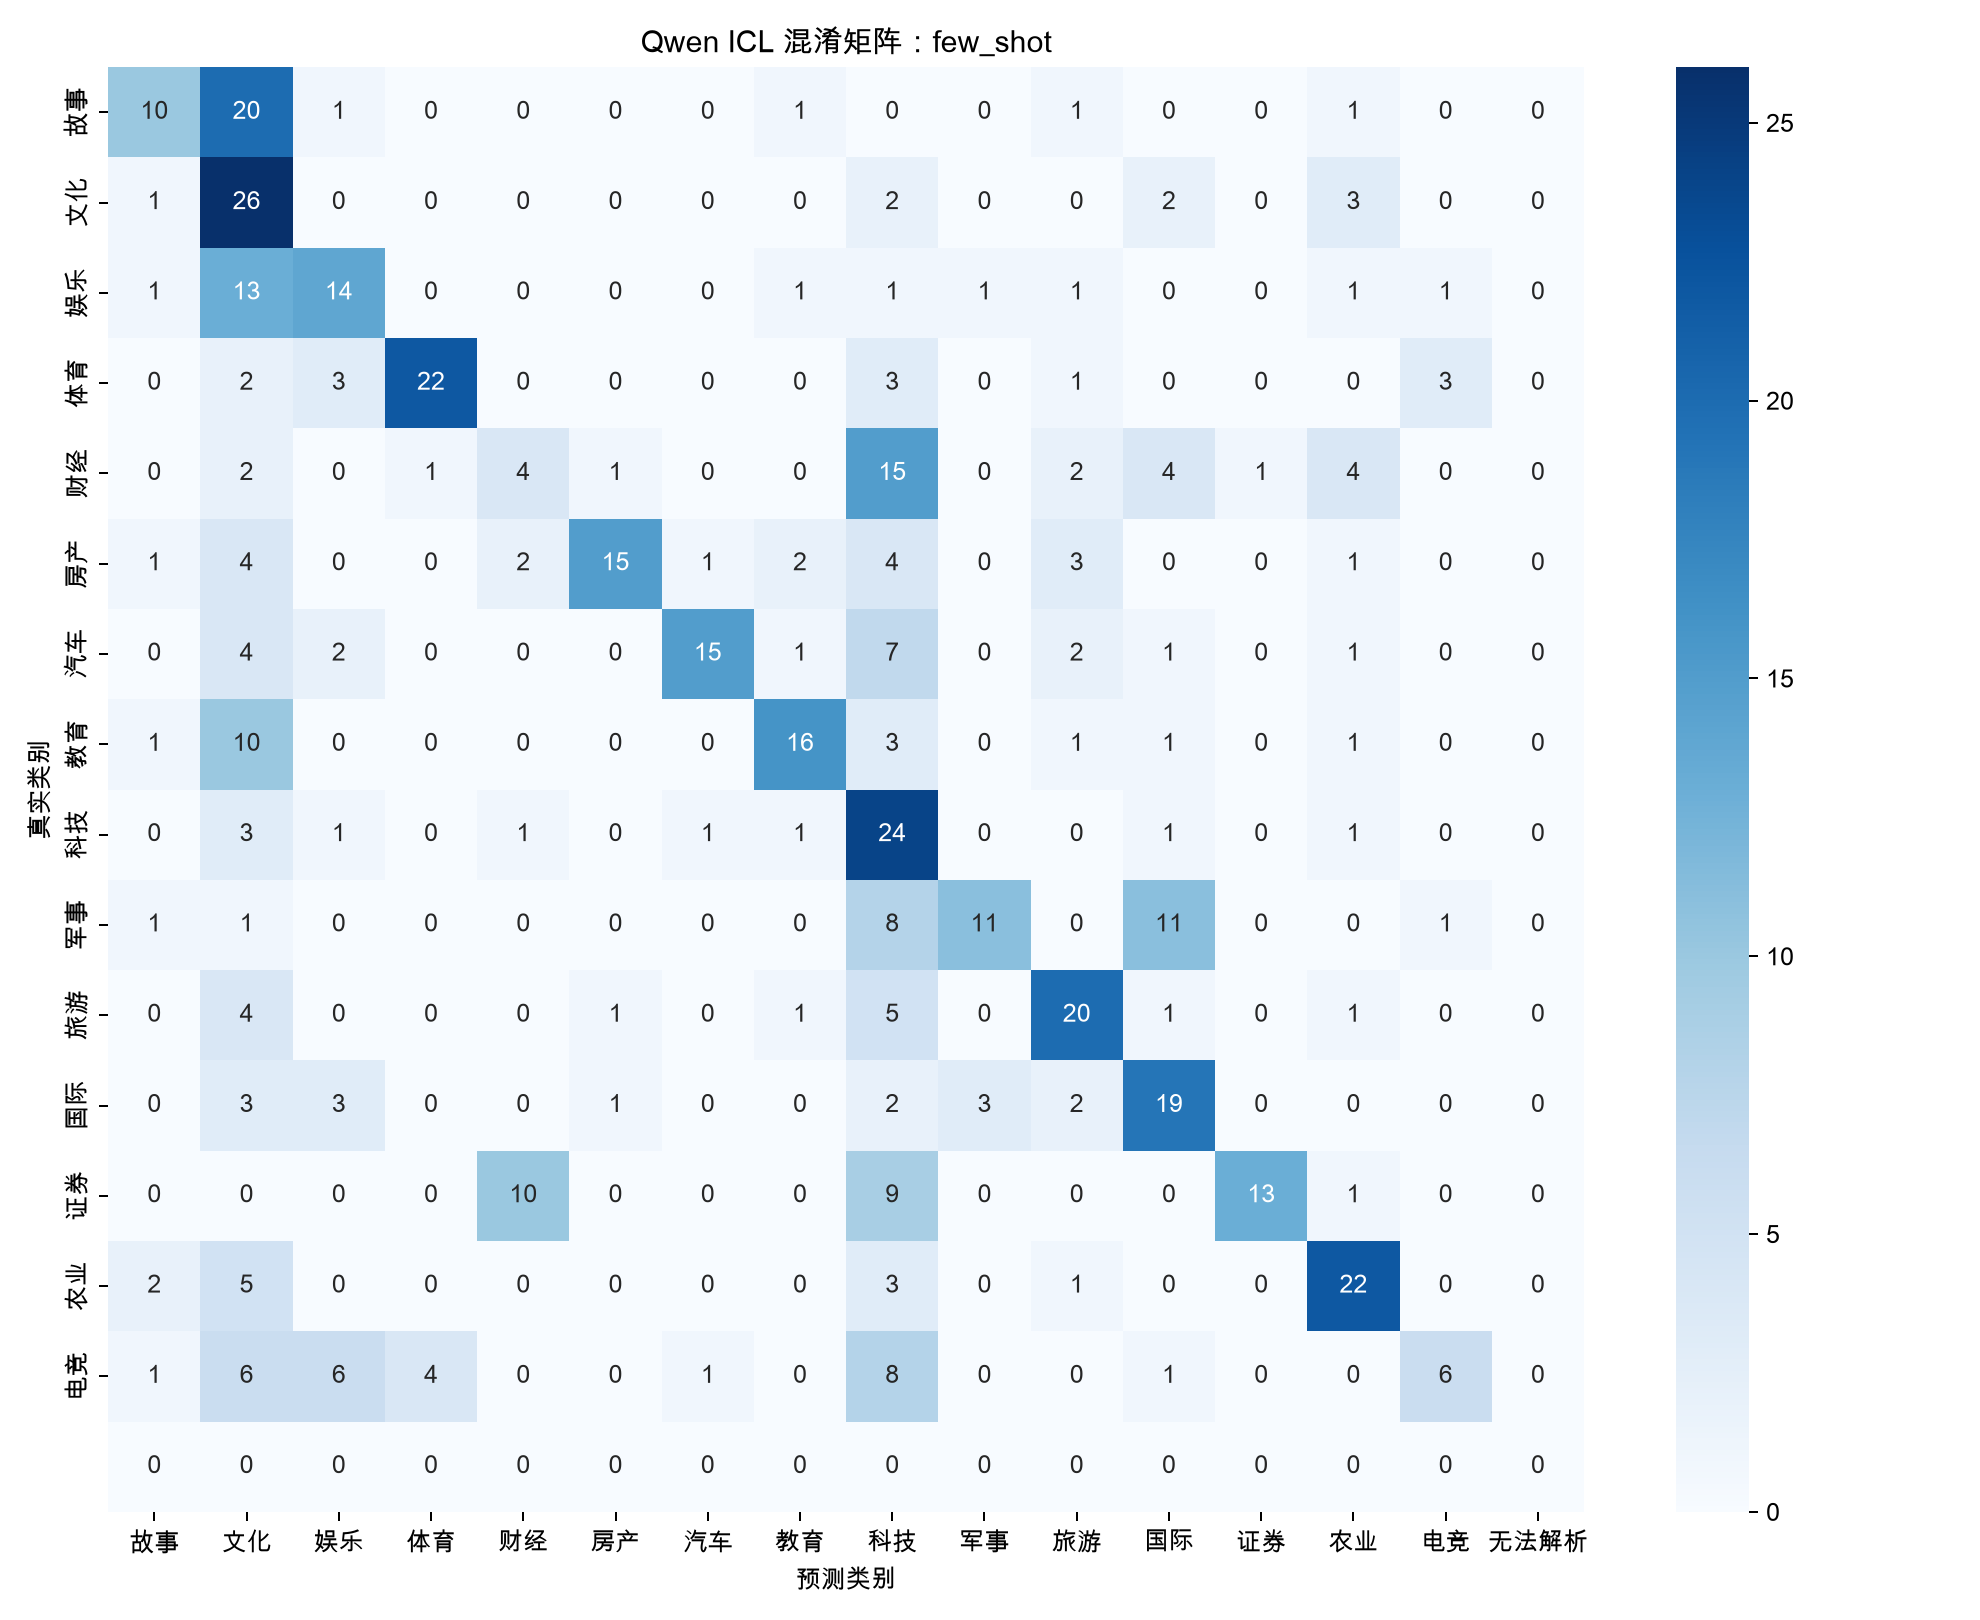 Qwen ICL 混淆矩阵：few_shot
故事 10 20 1 0 0 0 0 1 0 0 1 0 0 1 0 0
文化 1 26 0 0 0 0 0 0 2 0 0 2 0 3 0 0
娱乐 1 13 14 0 0 0 0 1 1 1 1 0 0 1 1 0
体育 0 2 3 22 0 0 0 0 3 0 1 0 0 0 3 0
财经 0 2 0 1 4 1 0 0 15 0 2 4 1 4 0 0
房产 1 4 0 0 2 15 1 2 4 0 3 0 0 1 0 0
汽车 0 4 2 0 0 0 15 1 7 0 2 1 0 1 0 0
教育 1 10 0 0 0 0 0 16 3 0 1 1 0 1 0 0
科技 0 3 1 0 1 0 1 1 24 0 0 1 0 1 0 0
军事 1 1 0 0 0 0 0 0 8 11 0 11 0 0 1 0
旅游 0 4 0 0 0 1 0 1 5 0 20 1 0 1 0 0
国际 0 3 3 0 0 1 0 0 2 3 2 19 0 0 0 0
证券 0 0 0 0 10 0 0 0 9 0 0 0 13 1 0 0
农业 2 5 0 0 0 0 0 0 3 0 1 0 0 22 0 0
电竞 1 6 6 4 0 0 1 0 8 0 0 1 0 0 6 0
0 0 0 0 0 0 0 0 0 0 0 0 0 0 0 0
故事 文化 娱乐 体育 财经 房产 汽车 教育 科技 军事 旅游 国际 证券 农业 电竞 无法解析
预测类别
真实类别
25
20
15
10
5
0